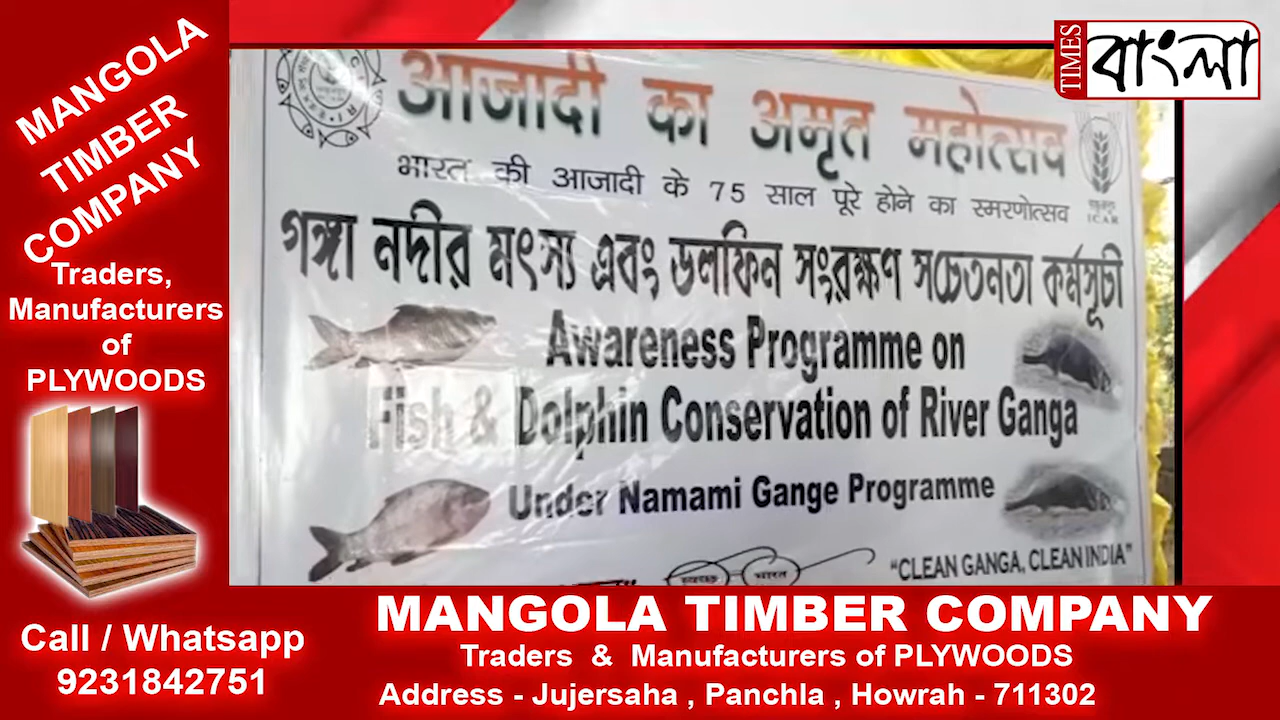 MANGOLA
TIMBER
COMPANY
Traders,
Manufacturers
of
PLYWOODS
Call / Whatsapp
9231842751
TIMES
বাংলা
आजादी का अमृत महोत्सव
भारत की आजादी के 75 साल पूरे होने का स्मरणोत्सव
ICAR
গঙ্গা নদীর মৎস্য এবং ডলফিন সংরক্ষণ সচেতনতা কর্মসূচী
Awareness Programme on
Fish & Dolphin Conservation of River Ganga
Under Namami Gange Programme
स्वच्छ भारत
"CLEAN GANGA, CLEAN INDIA"
MANGOLA TIMBER COMPANY
Traders & Manufacturers of PLYWOODS
Address - Jujersaha , Panchla , Howrah - 711302